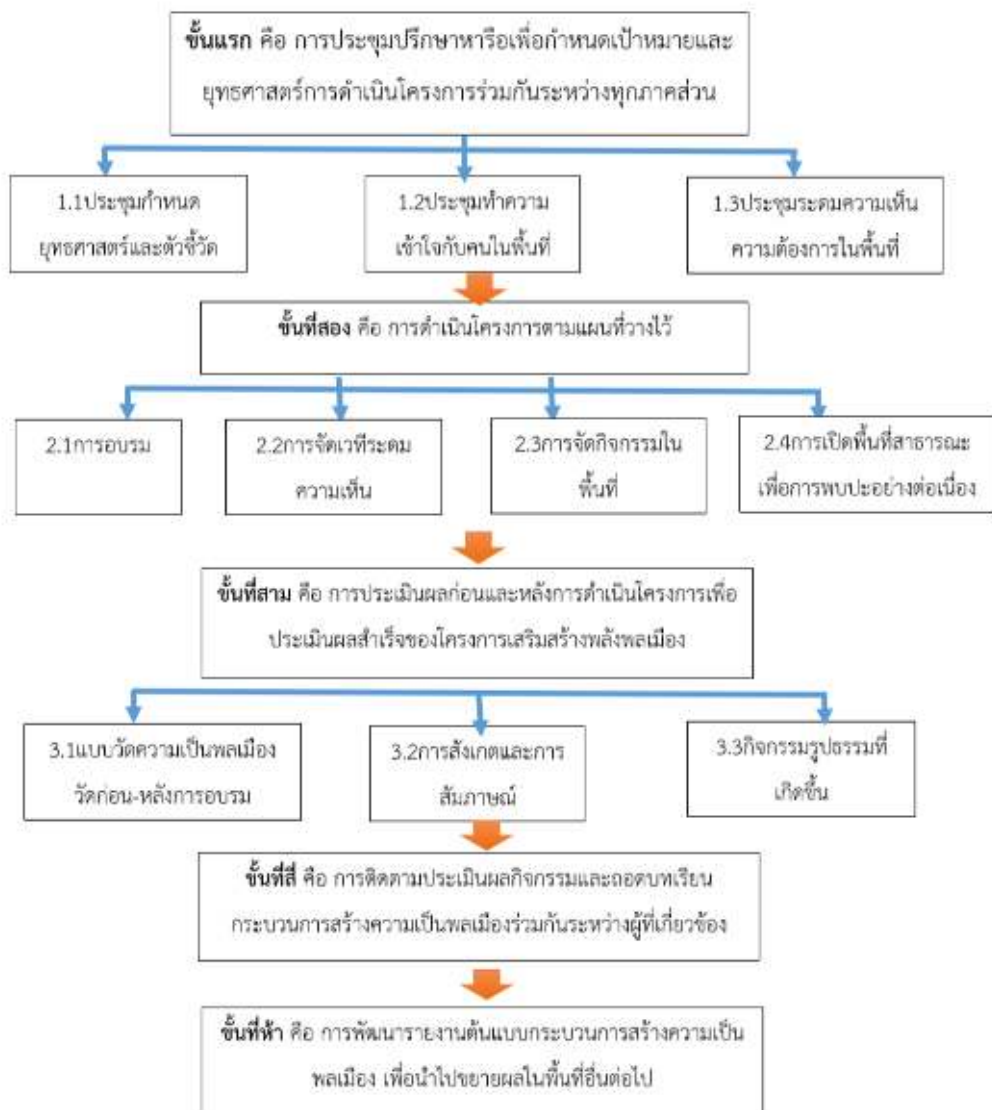 ขั้นแรก คือ การประชุมปรึกษาหารือเพื่อกำหนดเป้าหมายและ
ยุทธศาสตร์การดำเนินโครงการร่วมกันระหว่างทุกภาคส่วน
1.1ประชุมกำหนด
ยุทธศาสตร์และตัวชี้วัด
1.2ประชุมทำความ
เข้าใจกับคนในพื้นที่
1.3ประชุมระดมความเห็น
ความต้องการในพื้นที่
ขั้นที่สอง คือ การดำเนินโครงการตามแผนที่วางไว้
2.1การอบรม
2.2การจัดเวทีระดม
ความเห็น
2.3การจัดกิจกรรมใน
พื้นที่
2.4การเปิดพื้นที่สาธารณะ
เพื่อการพบปะอย่างต่อเนื่อง
ขั้นที่สาม คือ การประเมินผลก่อนและหลังการดำเนินโครงการเพื่อ
ประเมินผลสำเร็จของโครงการเสริมสร้างพลังพลเมือง
3.1แบบวัดความเป็นพลเมือง
วัดก่อน-หลังการอบรม
3.2การสังเกตและการ
สัมภาษณ์
3.3กิจกรรมรูปธรรมที่
เกิดขึ้น
ขั้นที่สี่ คือ การติดตามประเมินผลกิจกรรมและถอดบทเรียน
กระบวนการสร้างความเป็นพลเมืองร่วมกันระหว่างผู้ที่เกี่ยวข้อง
ขั้นที่ห้า คือ การพัฒนารายงานต้นแบบกระบวนการสร้างความเป็น
พลเมือง เพื่อนำไปขยายผลในพื้นที่อื่นต่อไป